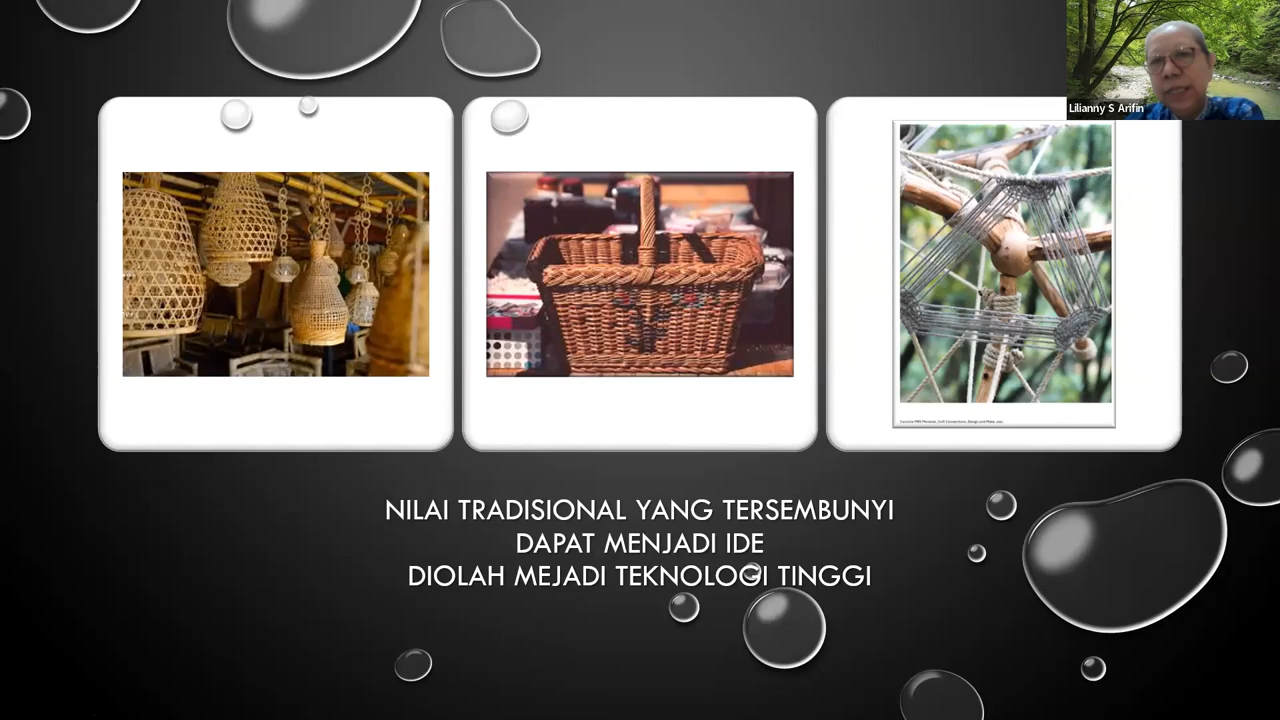 Lilianny S Arifin
NILAI TRADISIONAL YANG TERSEMBUNYI
DAPAT MENJADI IDE
DIOLAH MEJADI TEKNOLOGI TINGGI